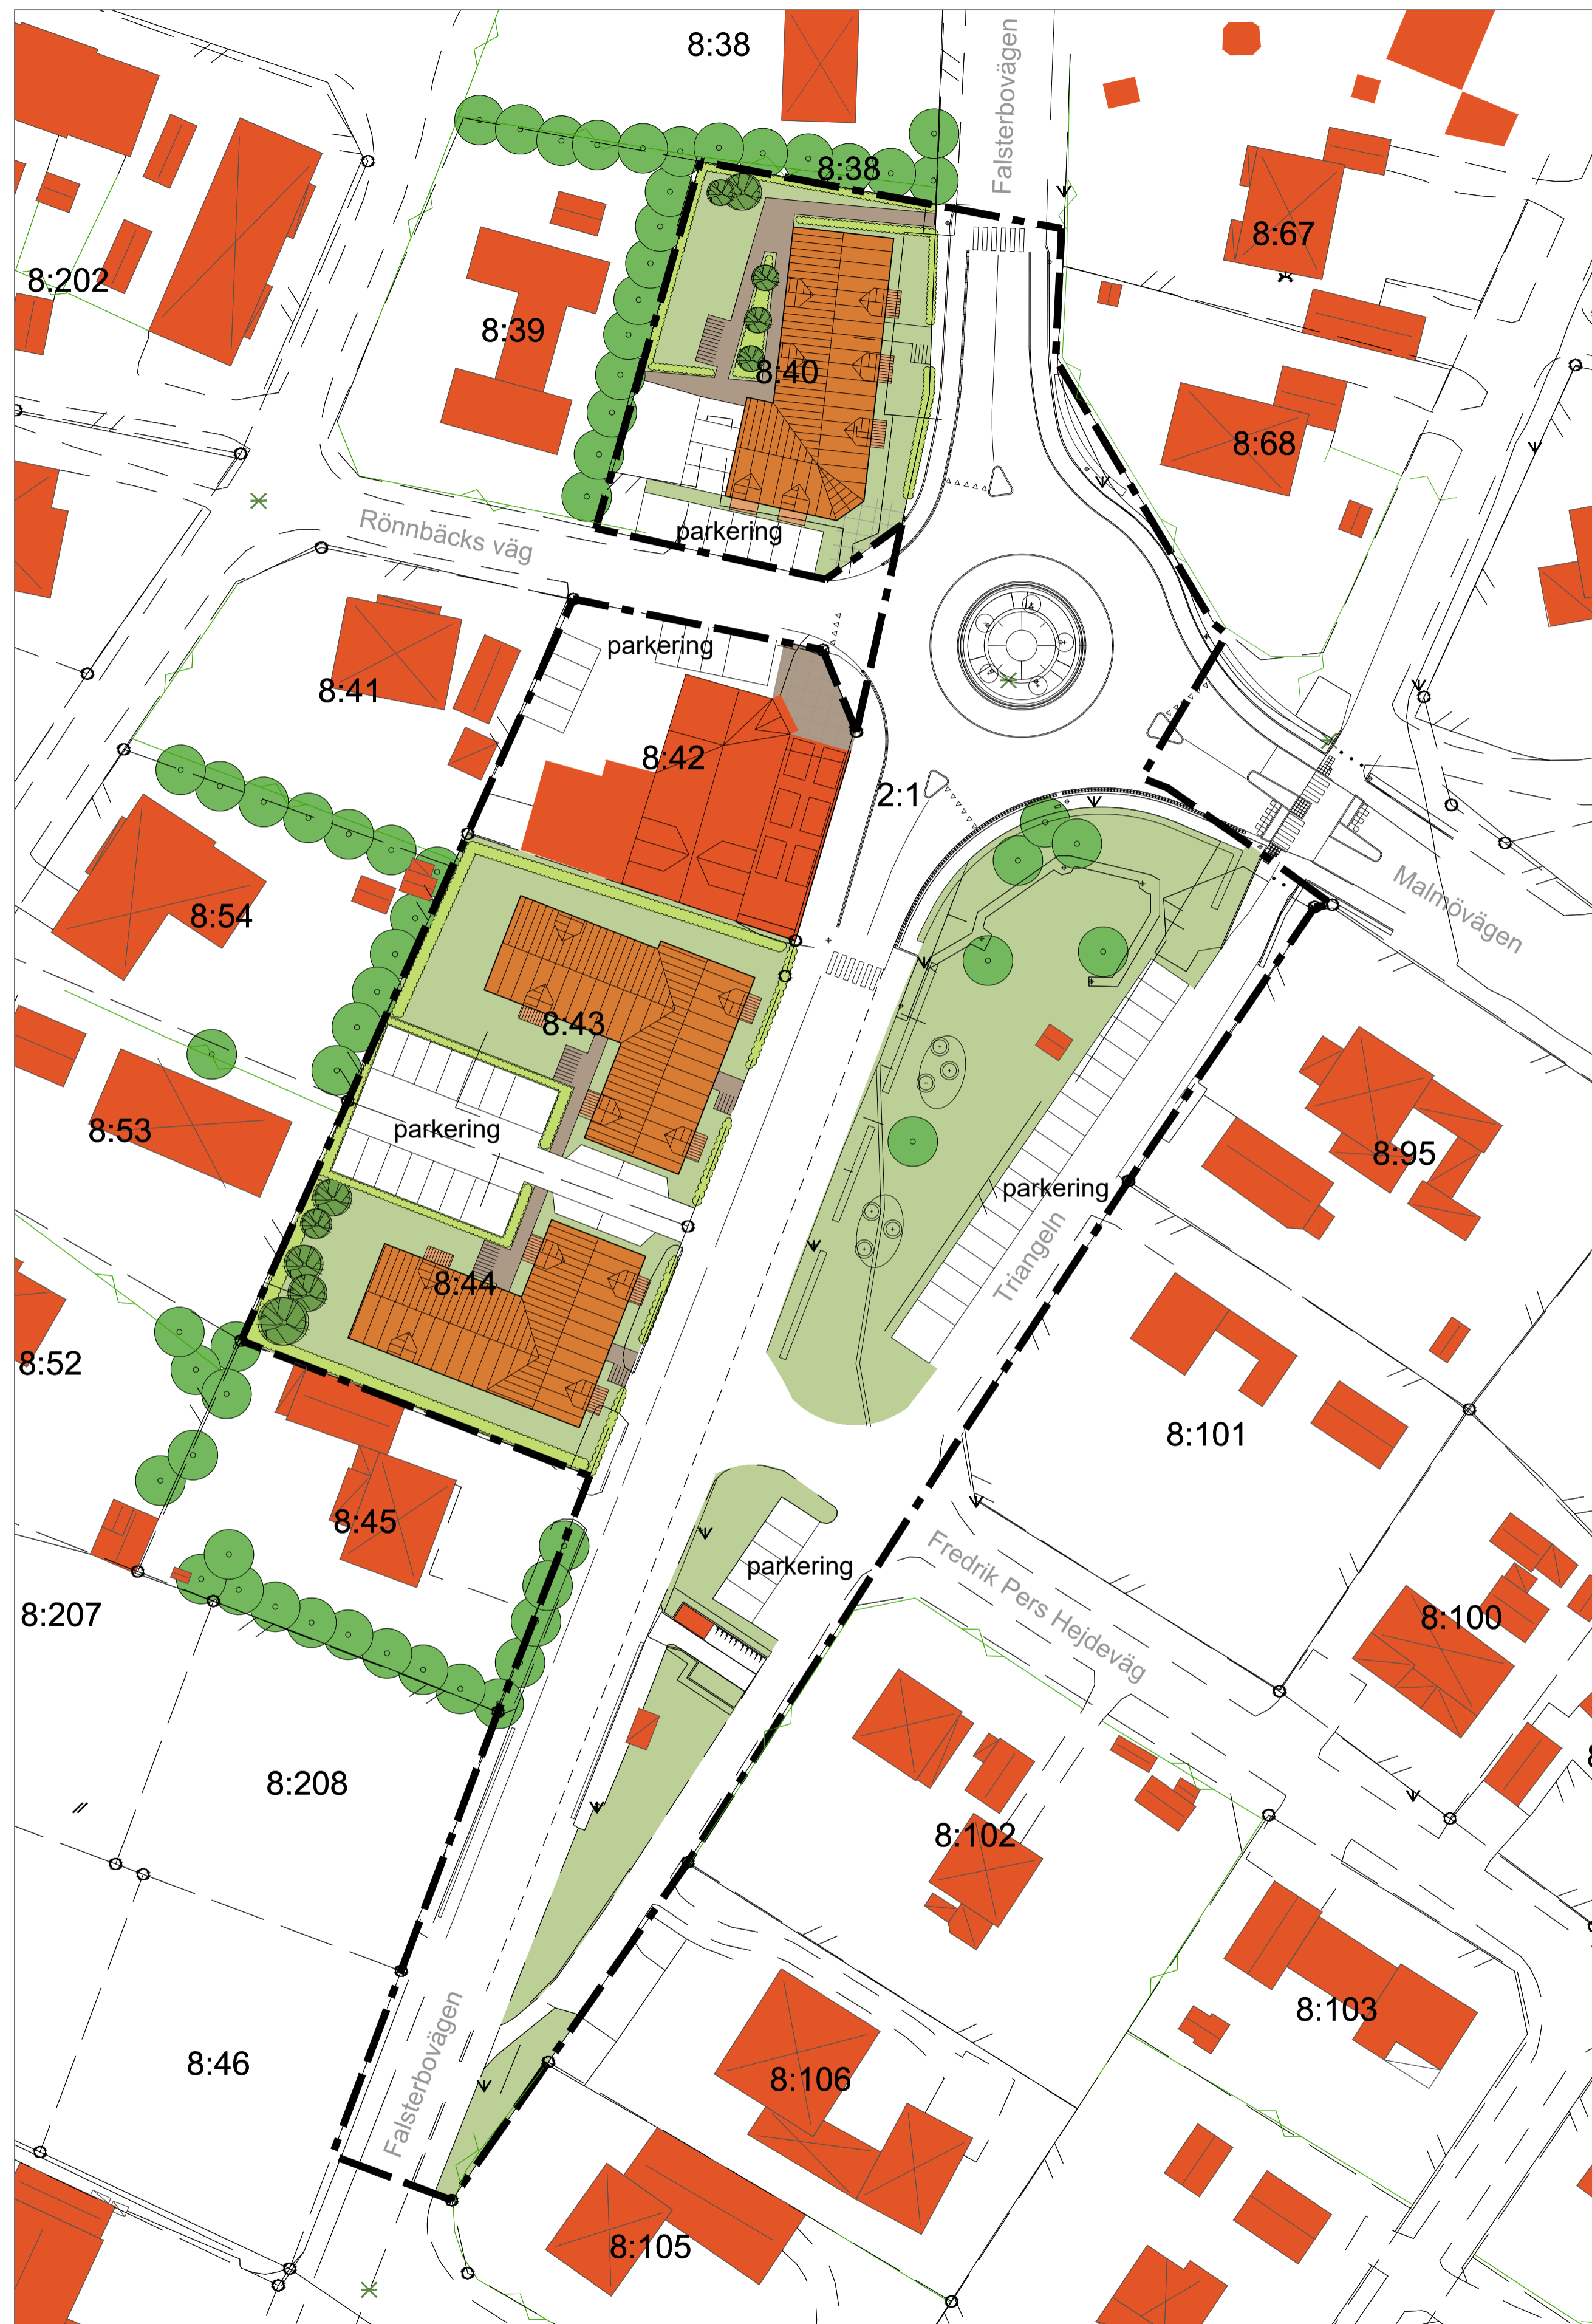 8:38
Falsterbovägen
8:38
8:67
8:202
8:39
8:40
8:68
Rönnbäcks väg
parkering
parkering
8:41
8:42
2:1
Malmövägen
8:54
8:43
8:53
parkering
8:95
parkering
Triangeln
8:44
8:52
8:101
8:45
parkering
Fredrik Pers Hejdeväg
8:207
8:100
8:208
8:102
8:103
Falsterbovägen
8:46
8:106
8:105